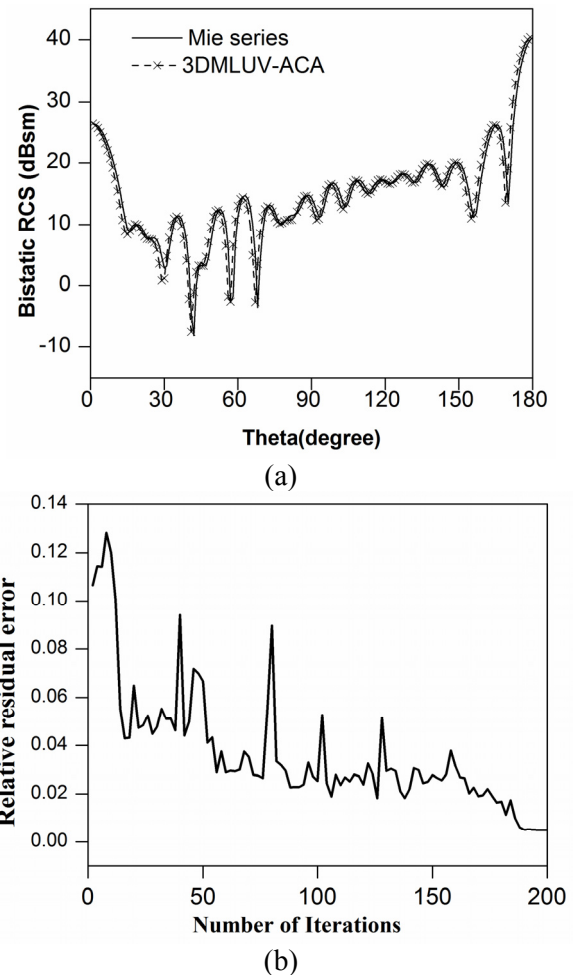 40
30
20
10
0
-10
Bistatic RCS (dBsm)
Mie series
3DMLUV-ACA
0 30 60 90 120 150 180
Theta(degree)
(a)
0.14
0.12
0.10
0.08
0.06
0.04
0.02
0.00
Relative residual error
0 50 100 150 200
Number of Iterations
(b)